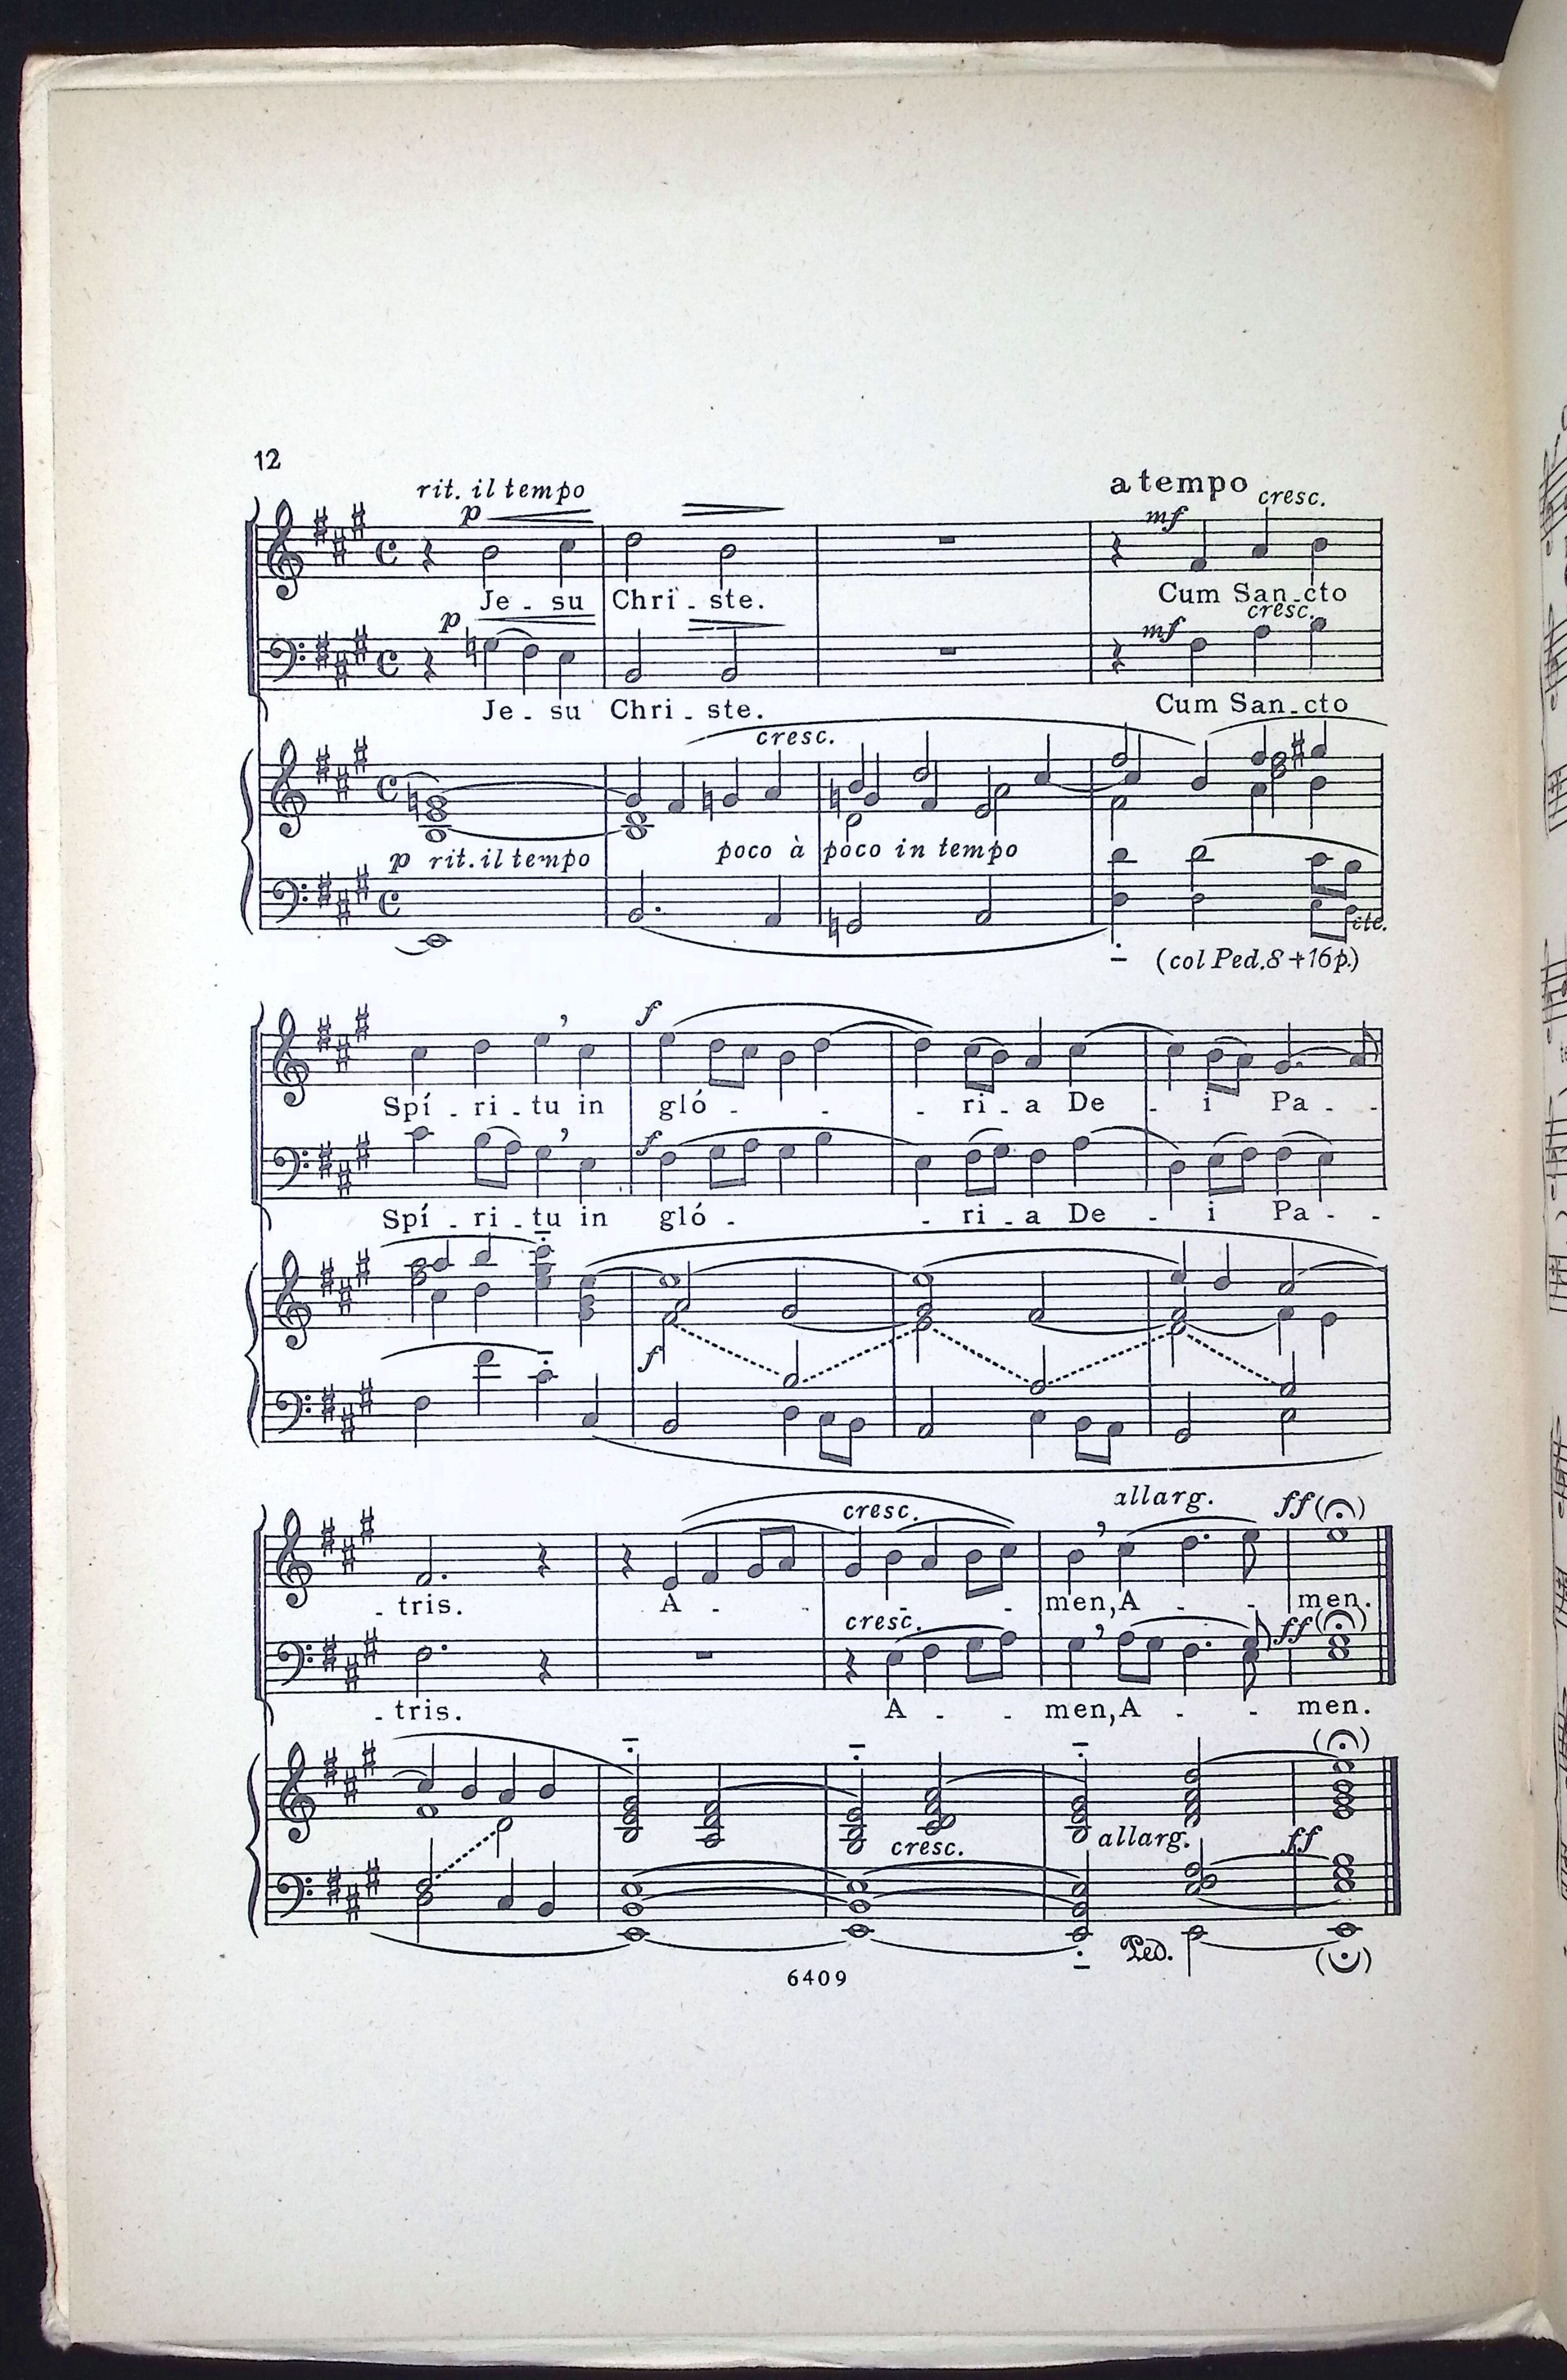 12
rit. il tempo a tempo cresc.
p mf
Je - su Chri - ste. Cum San - cto
p mf cresc.
Je - su Chri - ste. Cum San - cto
cresc.
p rit. il tempo poco à poco in tempo
etc.
(col Ped. 8 + 16 p.)
f
Spí - ri - tu in gló - - - ri - a De - i Pa - -
f
Spí - ri - tu in gló - - ri - a De - i Pa - -
f
cresc. allarg. ff
- tris. A - - - - men, A - - men.
cresc. ff
- tris. A - - men, A - - men.
cresc. allarg. ff
Ped.
6409